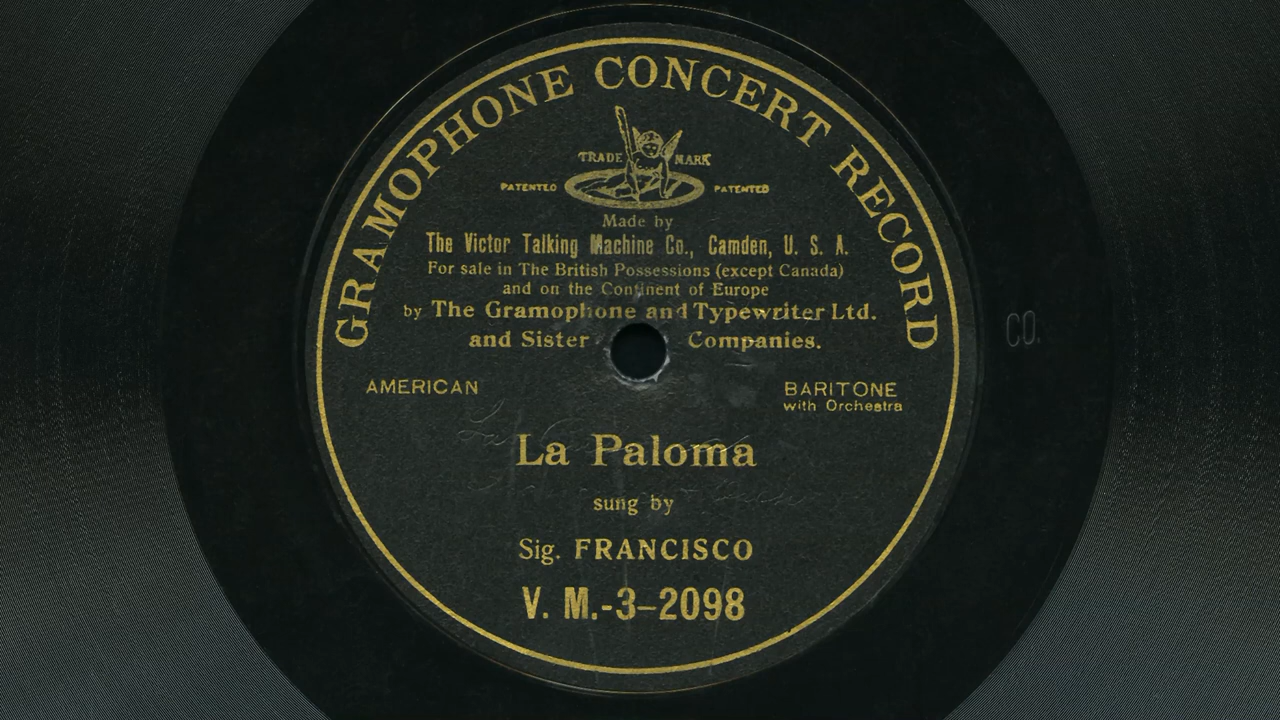 GRAMOPHONE CONCERT RECORD
TRADE MARK
PATENTED PATENTED
Made by
The Victor Talking Machine Co., Camden, U. S. A.
For sale in The British Possessions (except Canada)
and on the Continent of Europe
by The Gramophone and Typewriter Ltd.
and Sister Companies.
CO.
AMERICAN
BARITONE
with Orchestra
La Paloma
sung by
Sig. FRANCISCO
V. M.-3-2098